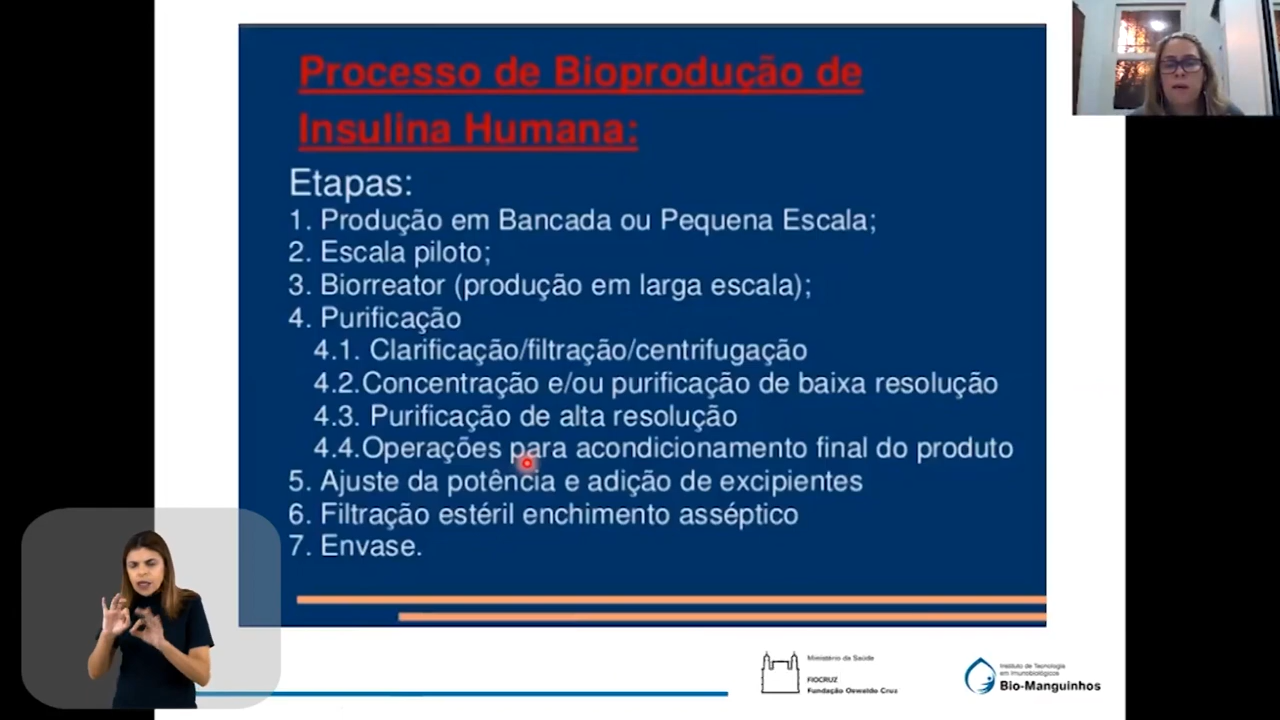 Processo de Bioprodução de
Insulina Humana:
Etapas:
1. Produção em Bancada ou Pequena Escala;
2. Escala piloto;
3. Biorreator (produção em larga escala);
4. Purificação
4.1. Clarificação/filtração/centrifugação
4.2.Concentração e/ou purificação de baixa resolução
4.3. Purificação de alta resolução
4.4.Operações para acondicionamento final do produto
5. Ajuste da potência e adição de excipientes
6. Filtração estéril enchimento asséptico
7. Envase.
Ministério da Saúde
FIOCRUZ
Fundação Oswaldo Cruz
Instituto de Tecnologia
em Imunobiológicos
Bio-Manguinhos